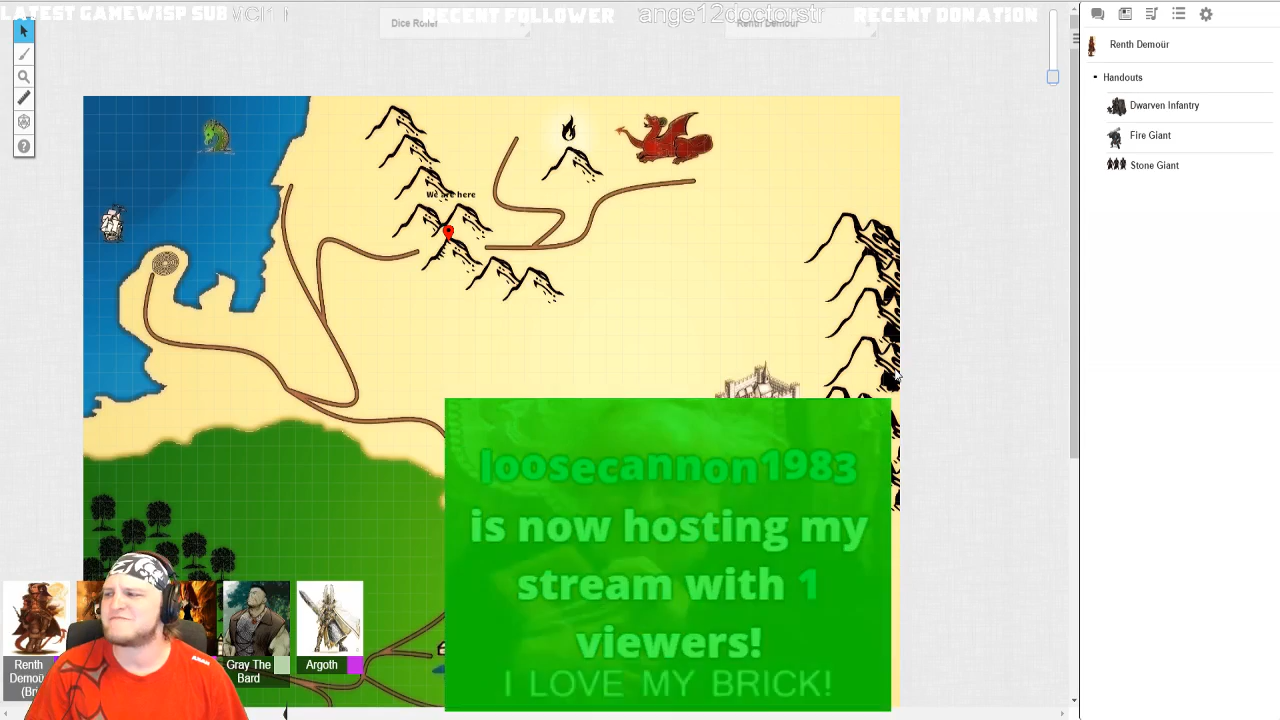 LATEST GAMEWISP SUB
RECENT FOLLOWER
ange12doctorstr
RECENT DONATION
Dice Roller
Renth Demour
Renth Demoür
Handouts
Dwarven Infantry
Fire Giant
Stone Giant
We are here
loosecannon1983
is now hosting my
stream with 1
viewers!
I LOVE MY BRICK!
Renth
Gray The
Bard
Argoth